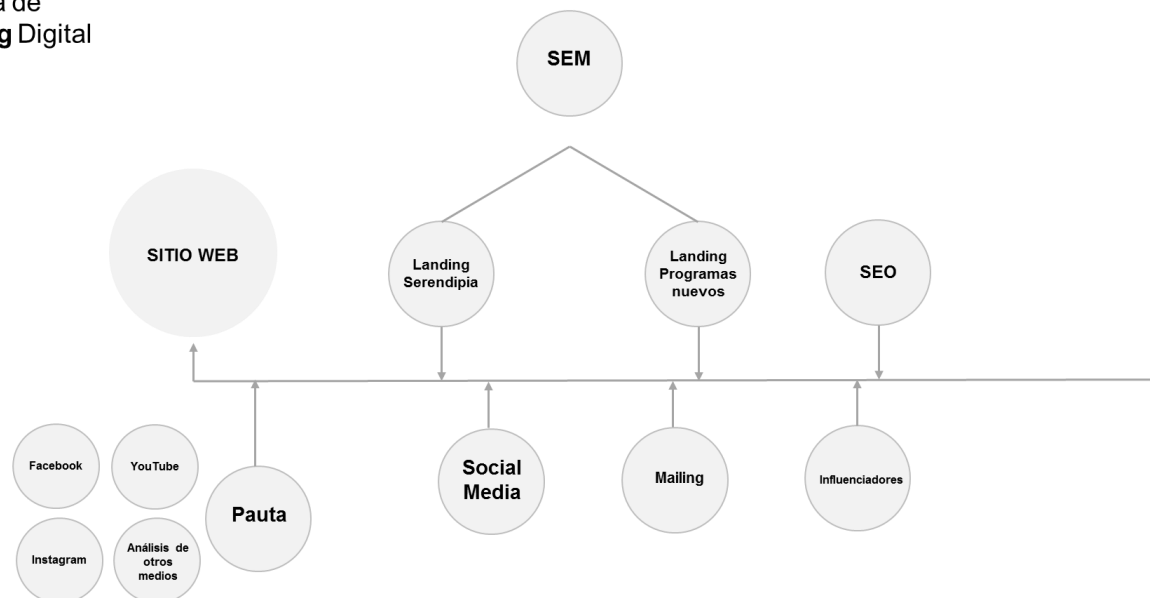 de
Digital
SEM
SITIO WEB
Landing
Serendipia
Landing
Programas
nuevos
SEO
Facebook
YouTube
Pauta
Social
Media
Mailing
Influenciadores
Instagram
Análisis de
otros
medios